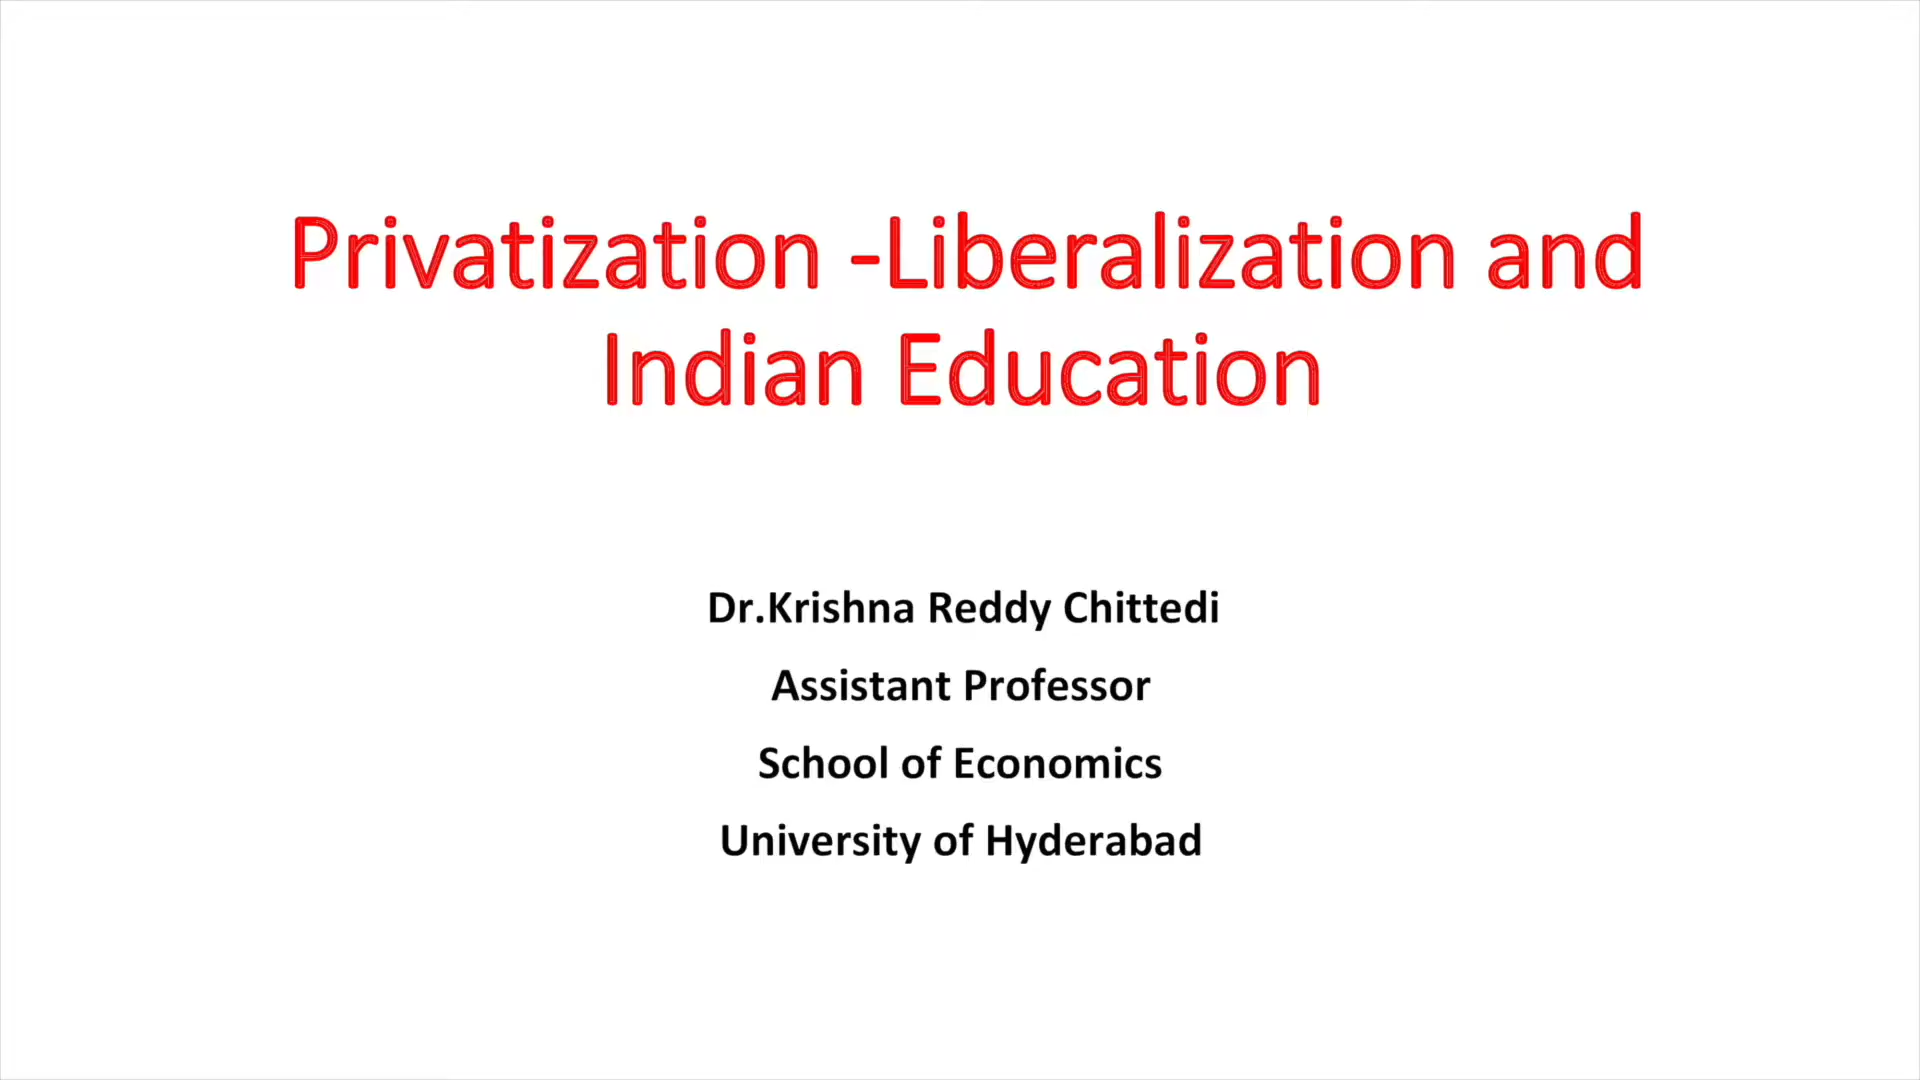 Privatization -Liberalization and
Indian Education
Dr.Krishna Reddy Chittedi
Assistant Professor
School of Economics
University of Hyderabad